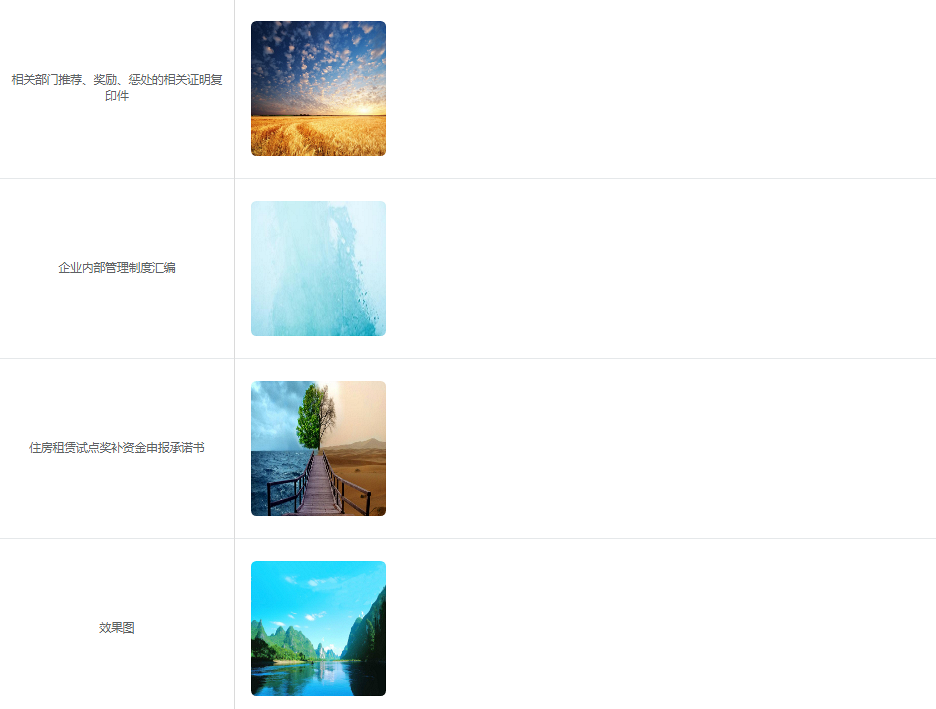 相关部门推荐、奖励、惩处的相关证明复
印件
企业内部管理制度汇编
住房租赁试点奖补资金申报承诺书
效果图